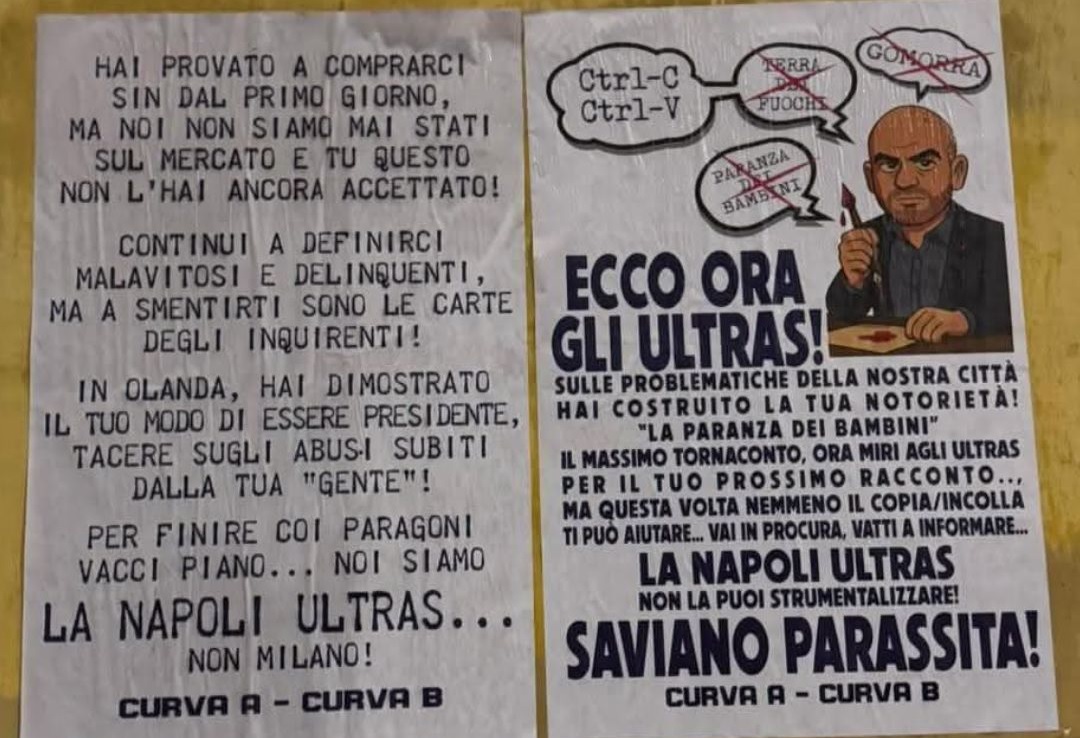 HAI PROVATO A COMPRARCI
SIN DAL PRIMO GIORNO,
MA NOI NON SIAMO MAI STATI
SUL MERCATO E TU QUESTO
NON L'HAI ANCORA ACCETTATO!
CONTINUI A DEFINIRCI
MALAVITOSI E DELINQUENTI,
MA A SMENTIRTI SONO LE CARTE
DEGLI INQUIRENTI!
IN OLANDA, HAI DIMOSTRATO
IL TUO MODO DI ESSERE PRESIDENTE,
TACERE SUGLI ABUSI SUBITI
DALLA TUA "GENTE"!
PER FINIRE COI PARAGONI
VACCI PIANO... NOI SIAMO
LA NAPOLI ULTRAS...
NON MILANO!
CURVA A - CURVA B
Ctrl-C
Ctrl-V
TERRA
DEI
FUOCHI
GOMORRA
PARANZA
DEI
BAMBINI
ECCO ORA
GLI ULTRAS!
SULLE PROBLEMATICHE DELLA NOSTRA CITTÀ
HAI COSTRUITO LA TUA NOTORIETÀ!
"LA PARANZA DEI BAMBINI"
IL MASSIMO TORNACONTO, ORA MIRI AGLI ULTRAS
PER IL TUO PROSSIMO RACCONTO...,
MA QUESTA VOLTA NEMMENO IL COPIA/INCOLLA
TI PUÒ AIUTARE... VAI IN PROCURA, VATTI A INFORMARE...
LA NAPOLI ULTRAS
NON LA PUOI STRUMENTALIZZARE!
SAVIANO PARASSITA!
CURVA A - CURVA B